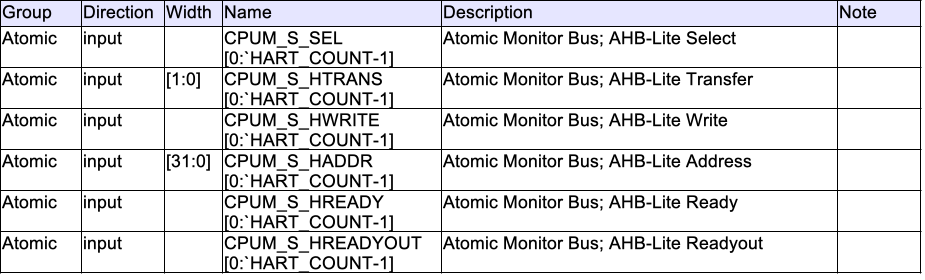 Group Direction Width Name Description Note
Atomic input CPUM_S_SEL Atomic Monitor Bus; AHB-Lite Select
[0:`HART_COUNT-1]
Atomic input [1:0] CPUM_S_HTRANS Atomic Monitor Bus; AHB-Lite Transfer
[0:`HART_COUNT-1]
Atomic input CPUM_S_HWRITE Atomic Monitor Bus; AHB-Lite Write
[0:`HART_COUNT-1]
Atomic input [31:0] CPUM_S_HADDR Atomic Monitor Bus; AHB-Lite Address
[0:`HART_COUNT-1]
Atomic input CPUM_S_HREADY Atomic Monitor Bus; AHB-Lite Ready
[0:`HART_COUNT-1]
Atomic input CPUM_S_HREADYOUT Atomic Monitor Bus; AHB-Lite Readyout
[0:`HART_COUNT-1]